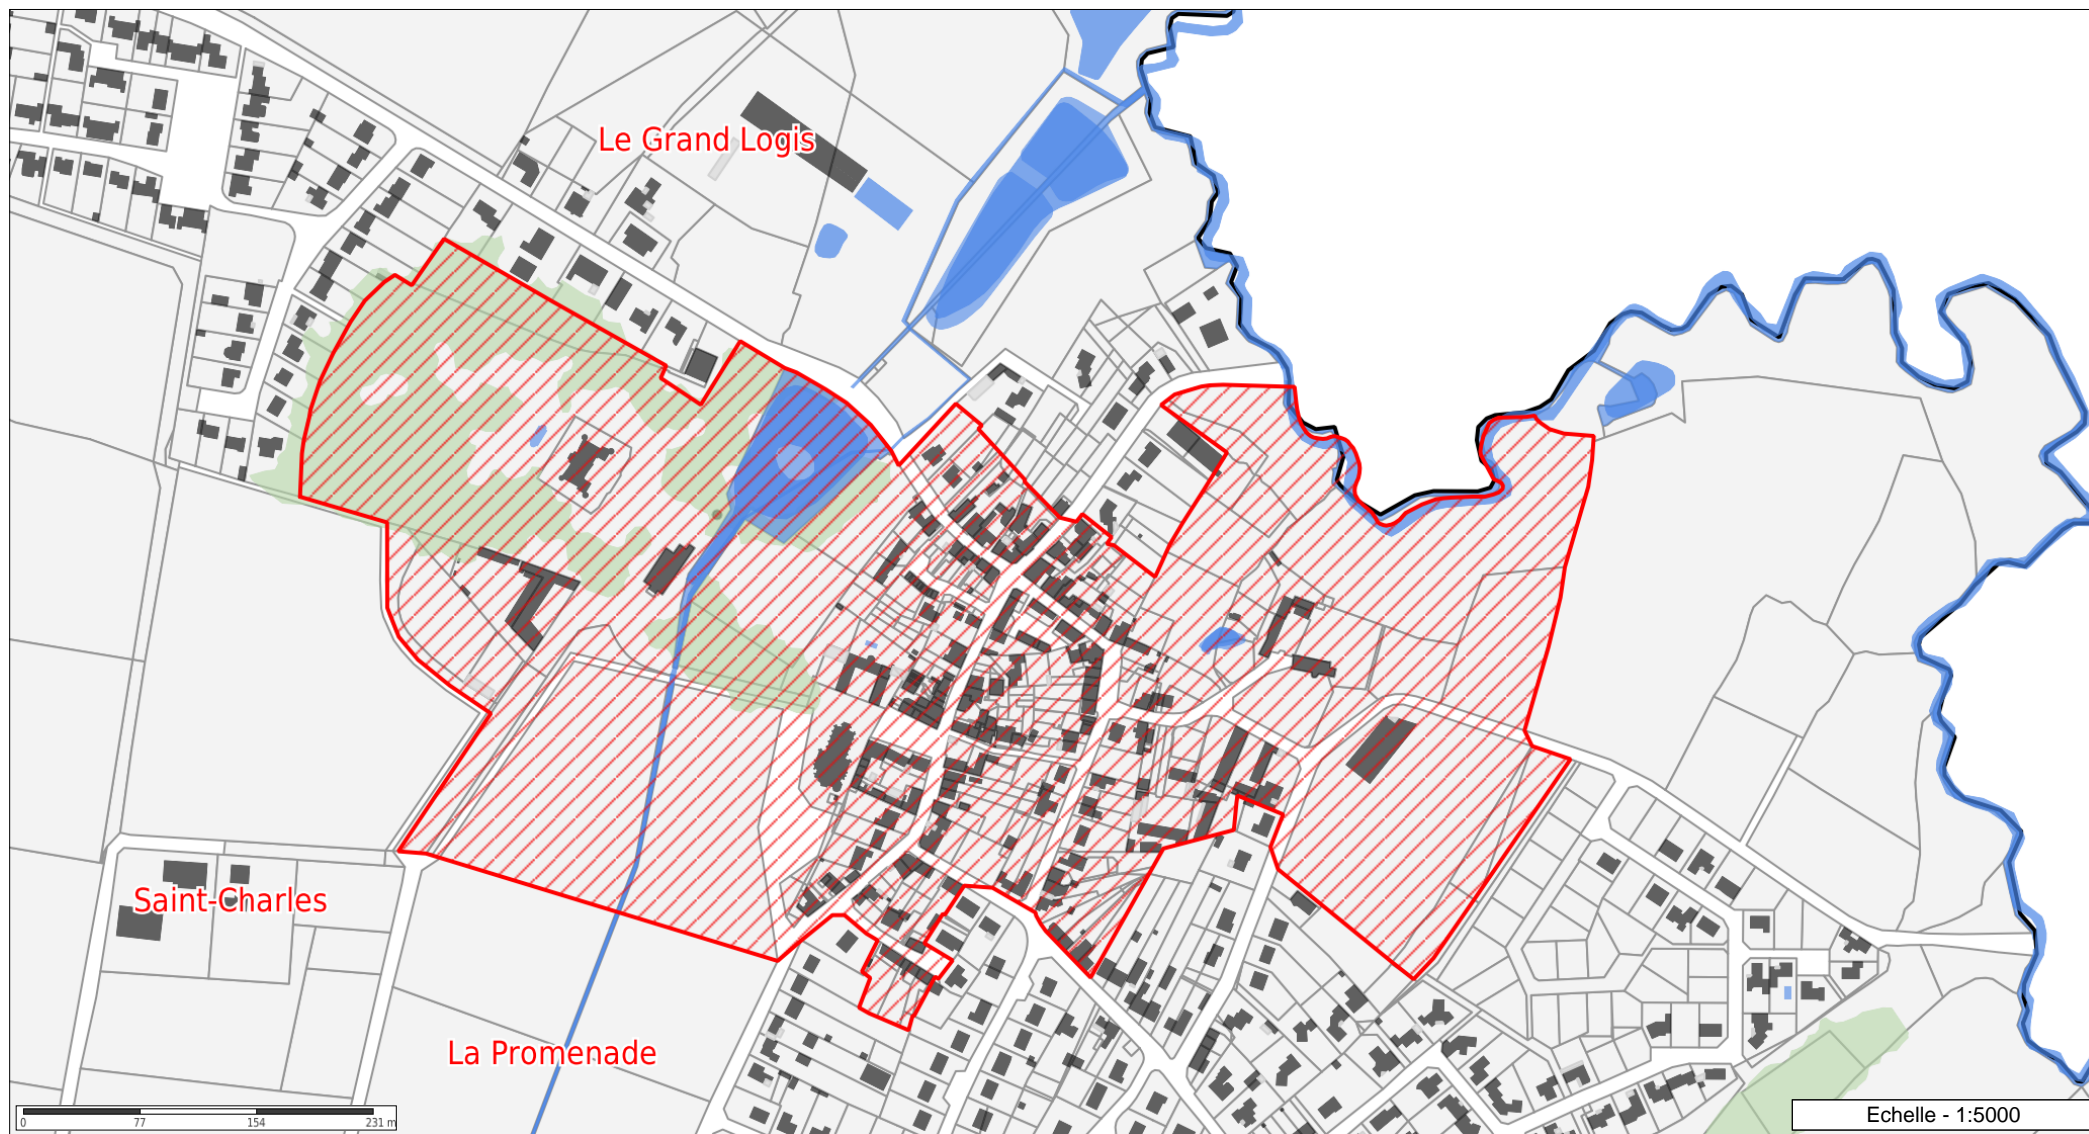 Le Grand Logis
Saint-Charles
La Promenade
0 77 154 231 m
Echelle - 1:5000